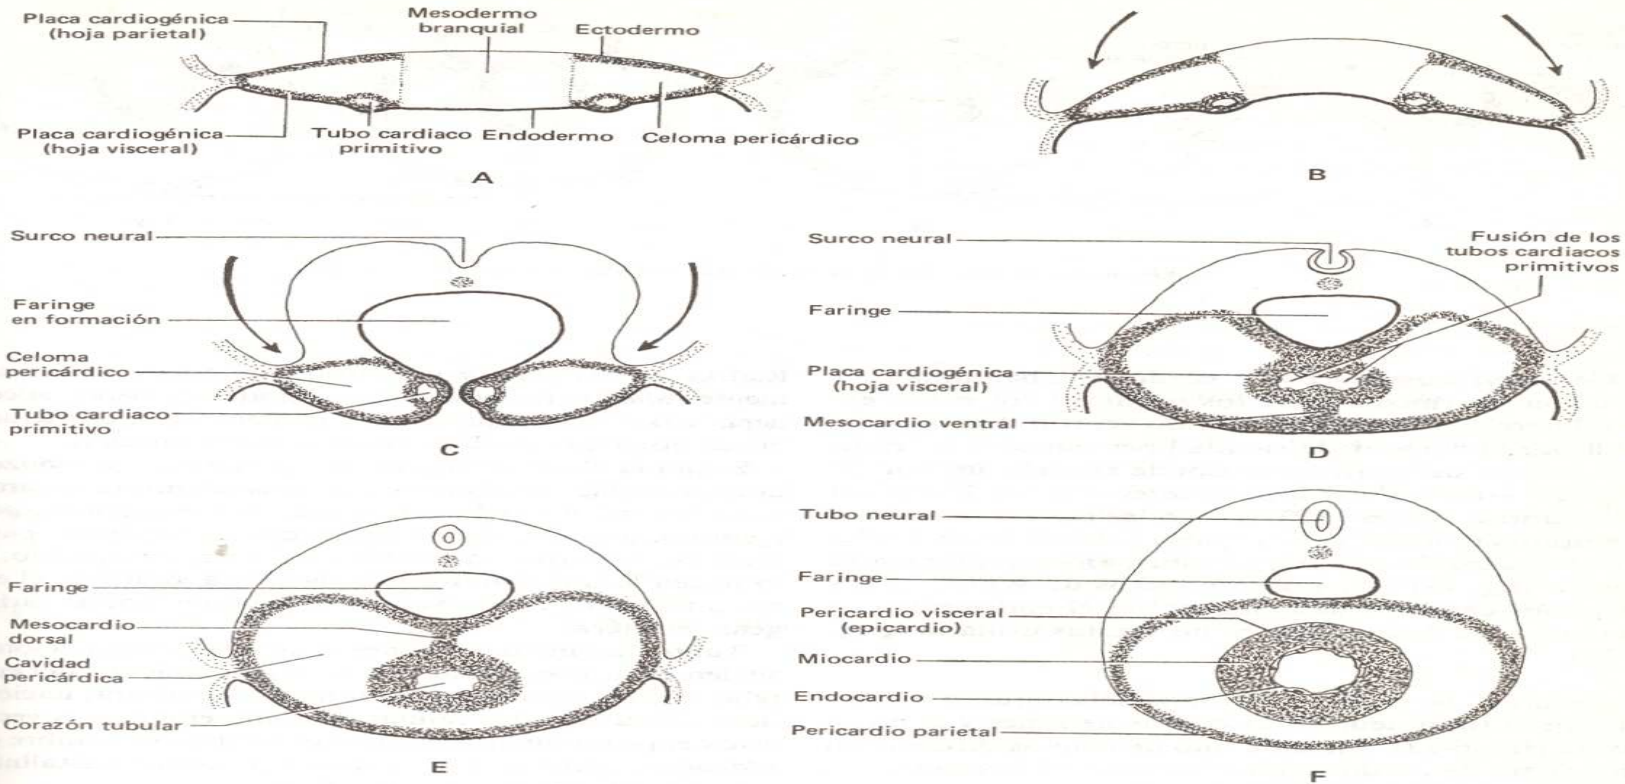 Placa cardiogénica
(hoja parietal)
Mesodermo
branquial
Ectodermo
Placa cardiogénica
(hoja visceral)
Tubo cardiaco
primitivo
Endodermo
Celoma pericárdico
A
B
Surco neural
Faringe
en formación
Celoma
pericárdico
Tubo cardiaco
primitivo
C
Surco neural
Fusión de los
tubos cardiacos
primitivos
Faringe
Placa cardiogénica
(hoja visceral)
Mesocardio ventral
D
Faringe
Mesocardio
dorsal
Cavidad
pericárdica
Corazón tubular
E
Tubo neural
Faringe
Pericardio visceral
(epicardio)
Miocardio
Endocardio
Pericardio parietal
F